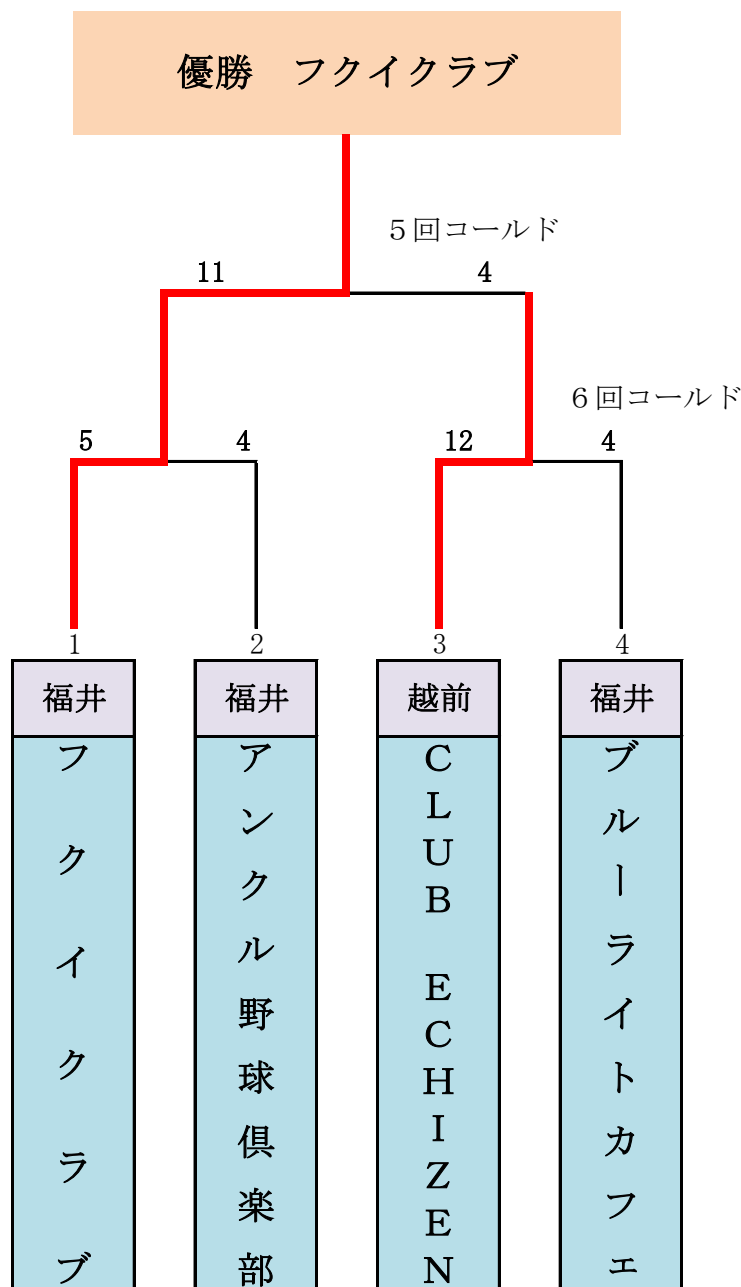 優勝　フクイクラブ
５回コールド
11
4
６回コールド
5
4
12
4
1
2
3
4
福井
福井
越前
福井
フクイクラブ
アンクル野球倶楽部
CLUB ECHIZEN
ブルーライトカフェ